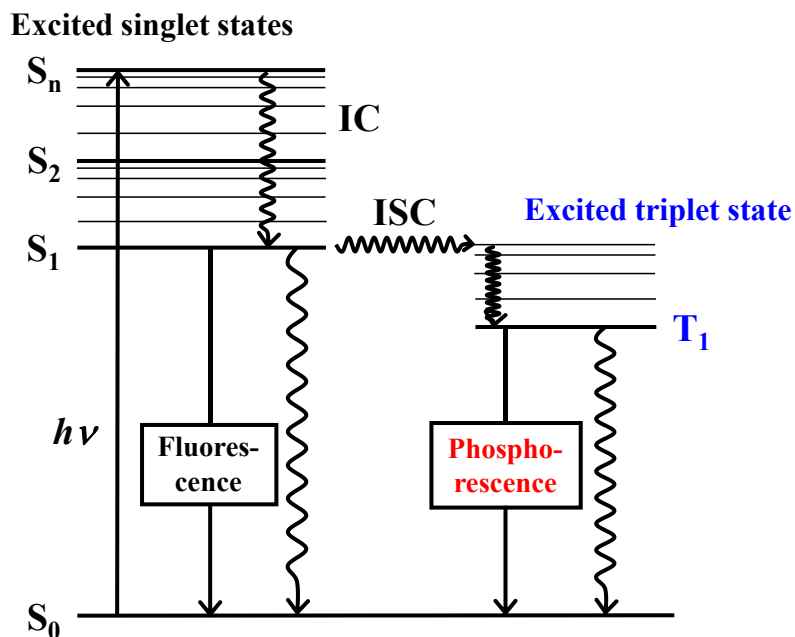 Excited singlet states
Sn
IC
S2
ISC
Excited triplet state
S1
T1
hν
Fluores-
cence
Phospho-
rescence
S0